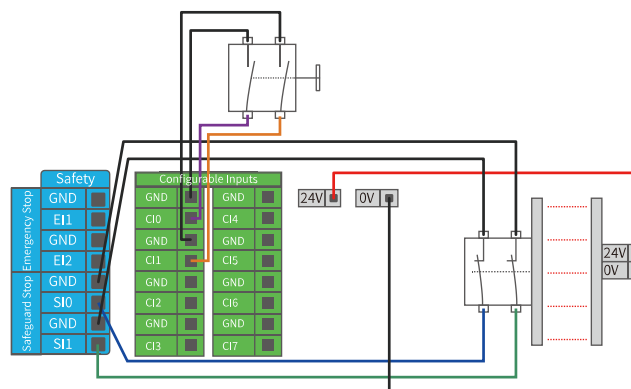 Safety
Emergency Stop
GND
EI1
GND
EI2
Safeguard Stop
GND
SI0
GND
SI1
Configurable Inputs
GND GND
CI0 CI4
GND GND
CI1 CI5
GND GND
CI2 CI6
GND GND
CI3 CI7
24V 0V
24V
0V